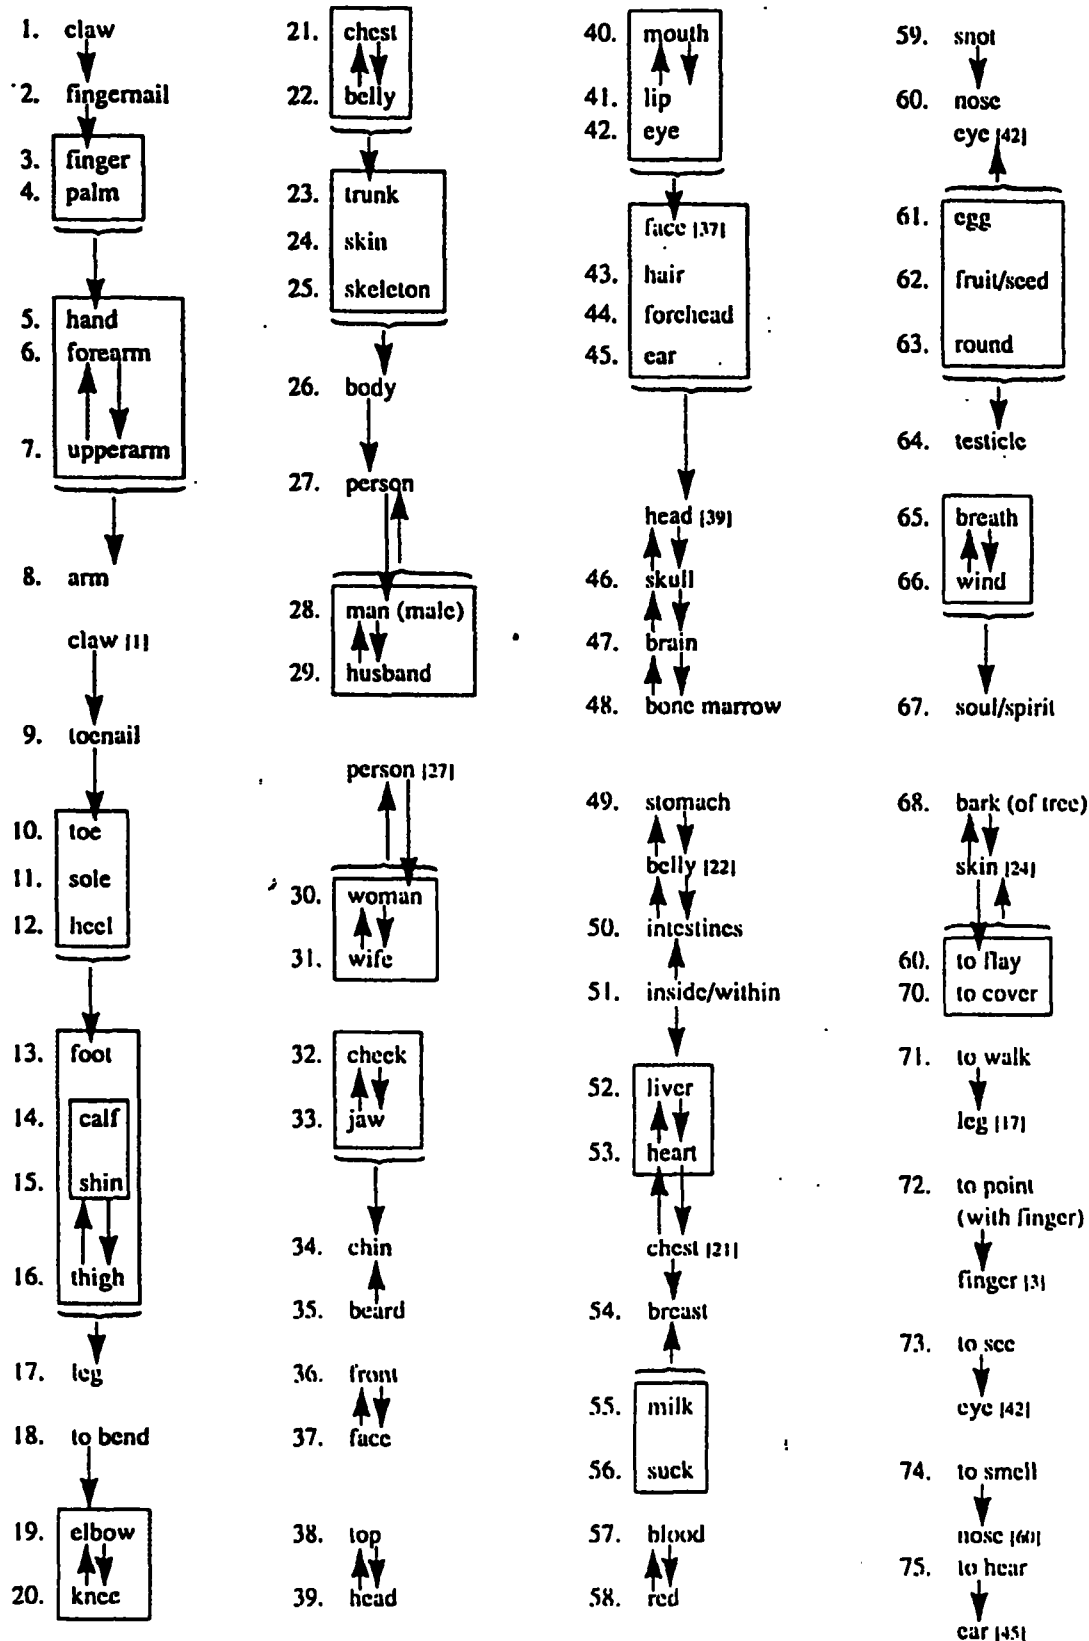 1. claw
2. fingernail
3. finger
4. palm
5. hand
6. forearm
7. upperarm
8. arm
claw [1]
9. toenail
10. toe
11. sole
12. heel
13. foot
14. calf
15. shin
16. thigh
17. leg
18. to bend
19. elbow
20. knee
21. chest
22. belly
23. trunk
24. skin
25. skeleton
26. body
27. person
28. man (male)
29. husband
person [27]
30. woman
31. wife
32. cheek
33. jaw
34. chin
35. beard
36. front
37. face
38. top
39. head
40. mouth
41. lip
42. eye
face [37]
43. hair
44. forehead
45. ear
head [39]
46. skull
47. brain
48. bone marrow
49. stomach
belly [22]
50. intestines
51. inside/within
52. liver
53. heart
chest [21]
54. breast
55. milk
56. suck
57. blood
58. red
59. snot
60. nose
eye [42]
61. egg
62. fruit/seed
63. round
64. testicle
65. breath
66. wind
67. soul/spirit
68. bark (of tree)
skin [24]
60. to flay
70. to cover
71. to walk
leg [17]
72. to point
(with finger)
finger [3]
73. to see
eye [42]
74. to smell
nose [60]
75. to hear
ear [45]